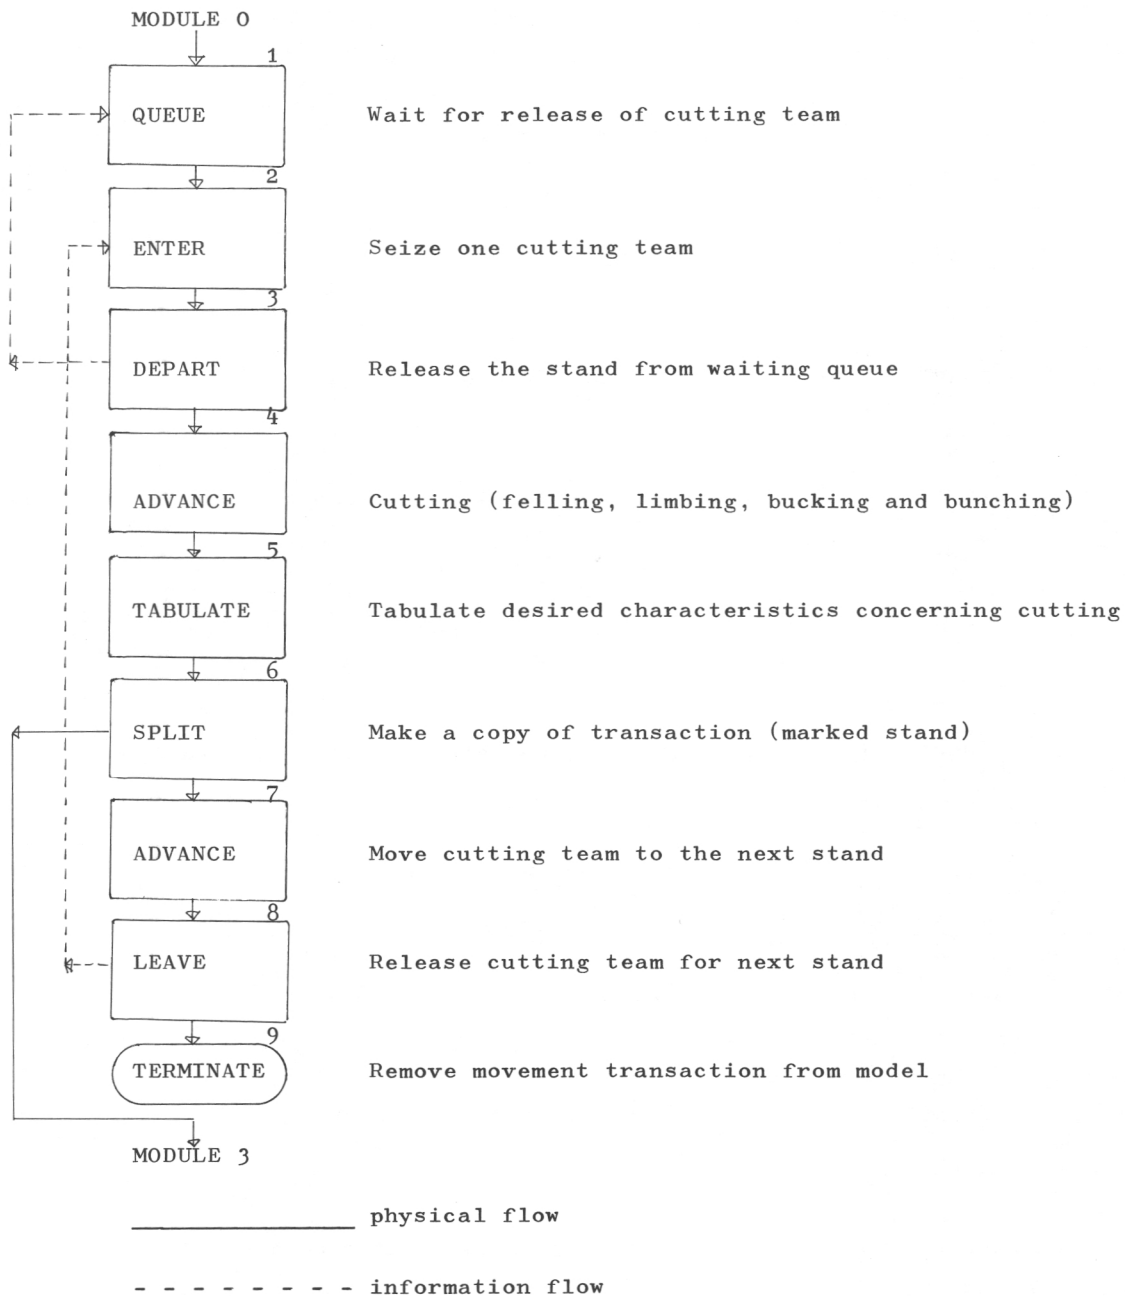 MODULE 0
1
QUEUE Wait for release of cutting team
2
ENTER Seize one cutting team
3
DEPART Release the stand from waiting queue
4
ADVANCE Cutting (felling, limbing, bucking and bunching)
5
TABULATE Tabulate desired characteristics concerning cutting
6
SPLIT Make a copy of transaction (marked stand)
7
ADVANCE Move cutting team to the next stand
8
LEAVE Release cutting team for next stand
9
TERMINATE Remove movement transaction from model
MODULE 3
physical flow
information flow